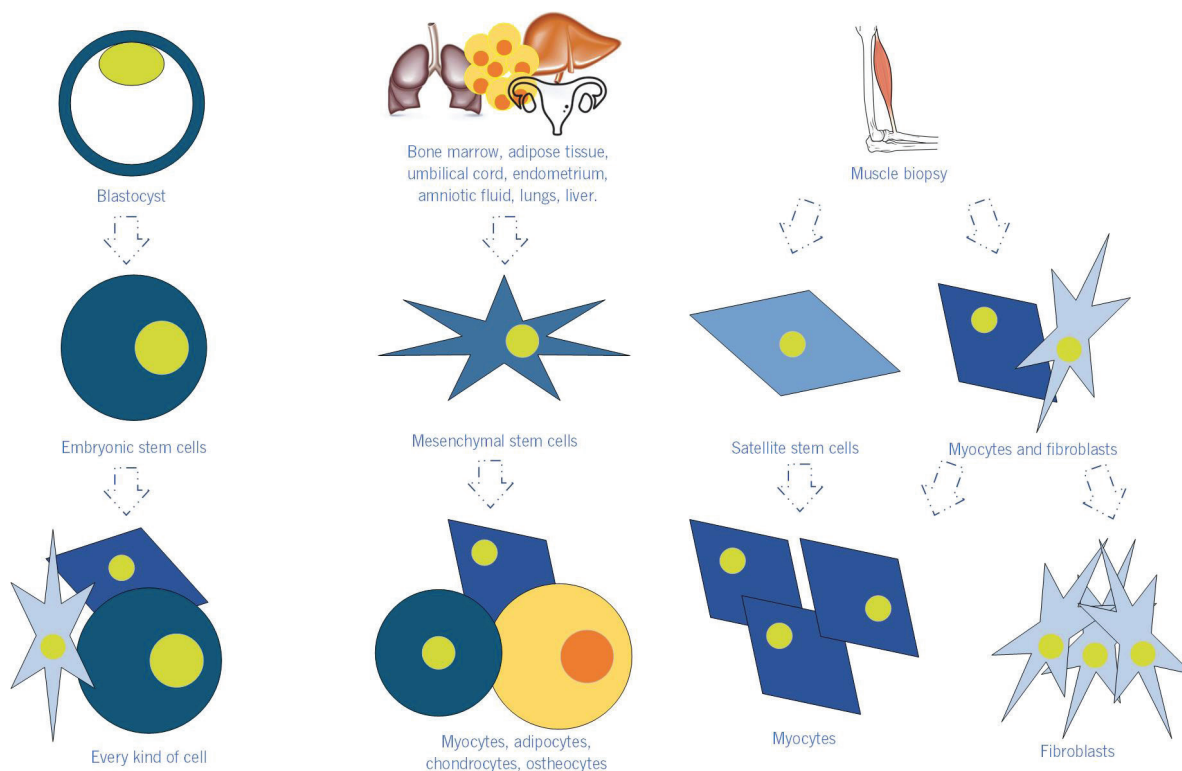 Blastocyst
Bone marrow, adipose tissue,
umbilical cord, endometrium,
amniotic fluid, lungs, liver.
Muscle biopsy
Embryonic stem cells
Mesenchymal stem cells
Satellite stem cells
Myocytes and fibroblasts
Every kind of cell
Myocytes, adipocytes,
chondrocytes, ostheocytes
Myocytes
Fibroblasts